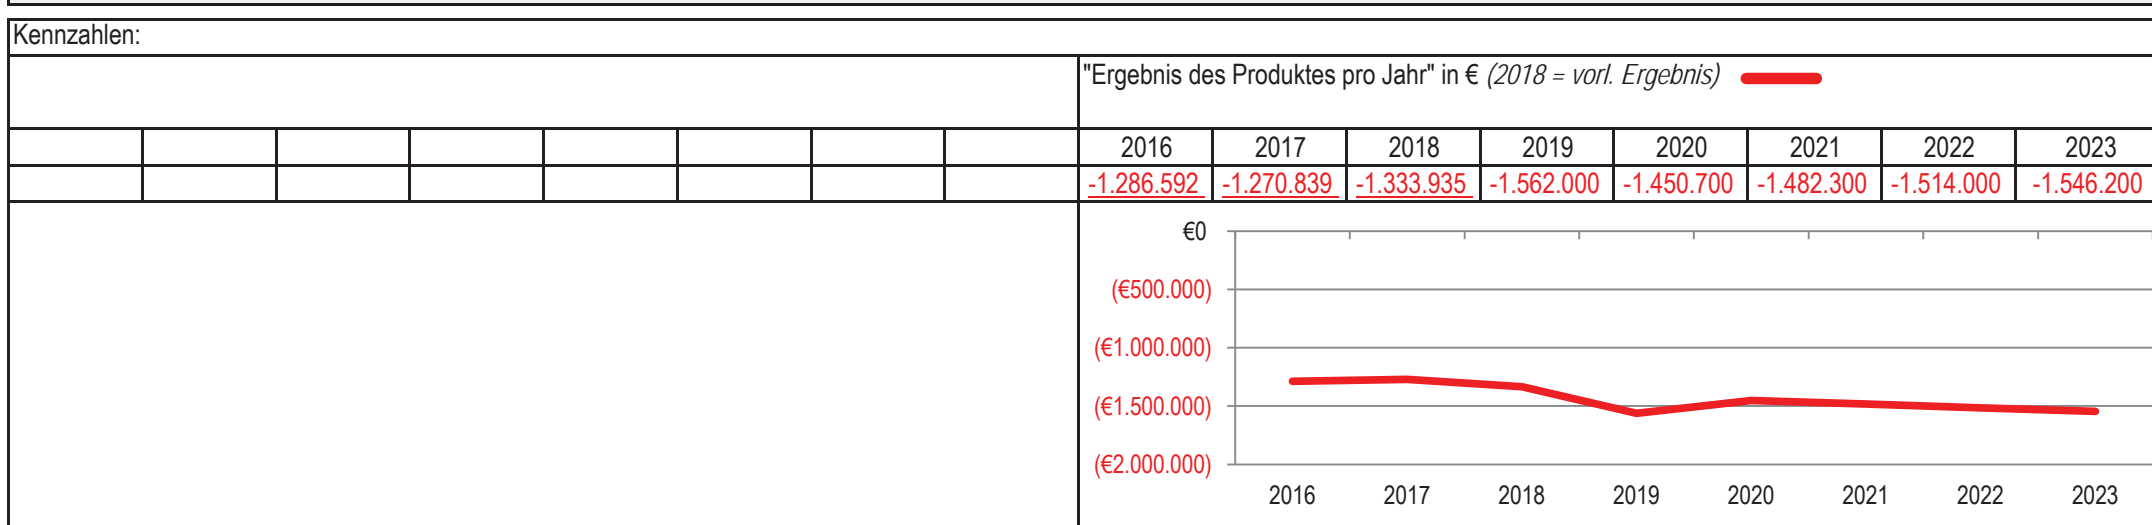 Kennzahlen:
"Ergebnis des Produktes pro Jahr" in € (2018 = vorl. Ergebnis)
2016 2017 2018 2019 2020 2021 2022 2023
-1.286.592 -1.270.839 -1.333.935 -1.562.000 -1.450.700 -1.482.300 -1.514.000 -1.546.200
€0
(€500.000)
(€1.000.000)
(€1.500.000)
(€2.000.000)
2016 2017 2018 2019 2020 2021 2022 2023